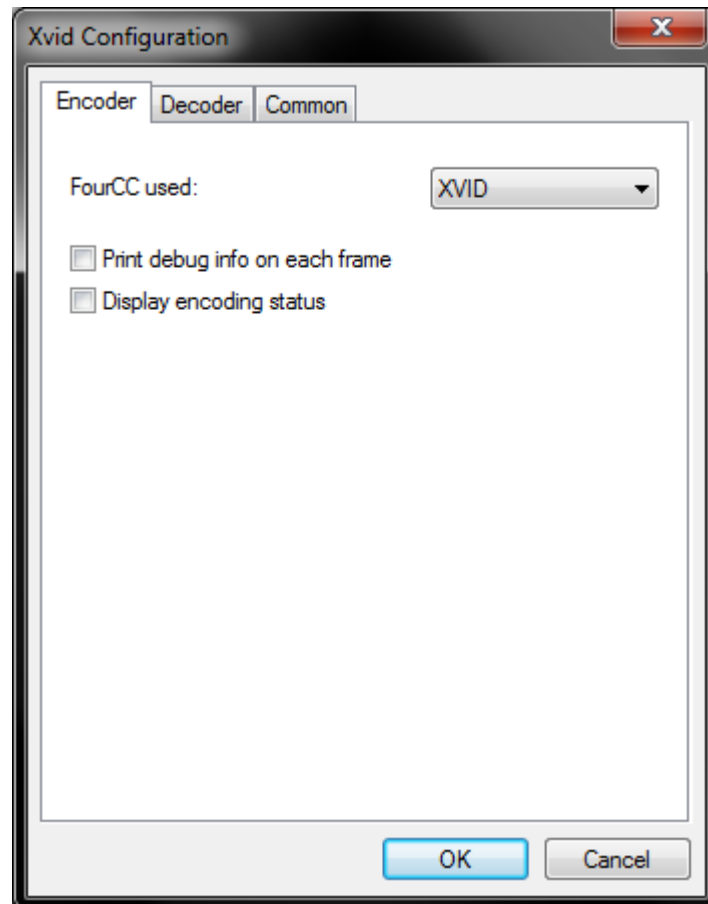 Xvid Configuration
Encoder Decoder Common
FourCC used: XVID
Print debug info on each frame
Display encoding status
OK Cancel